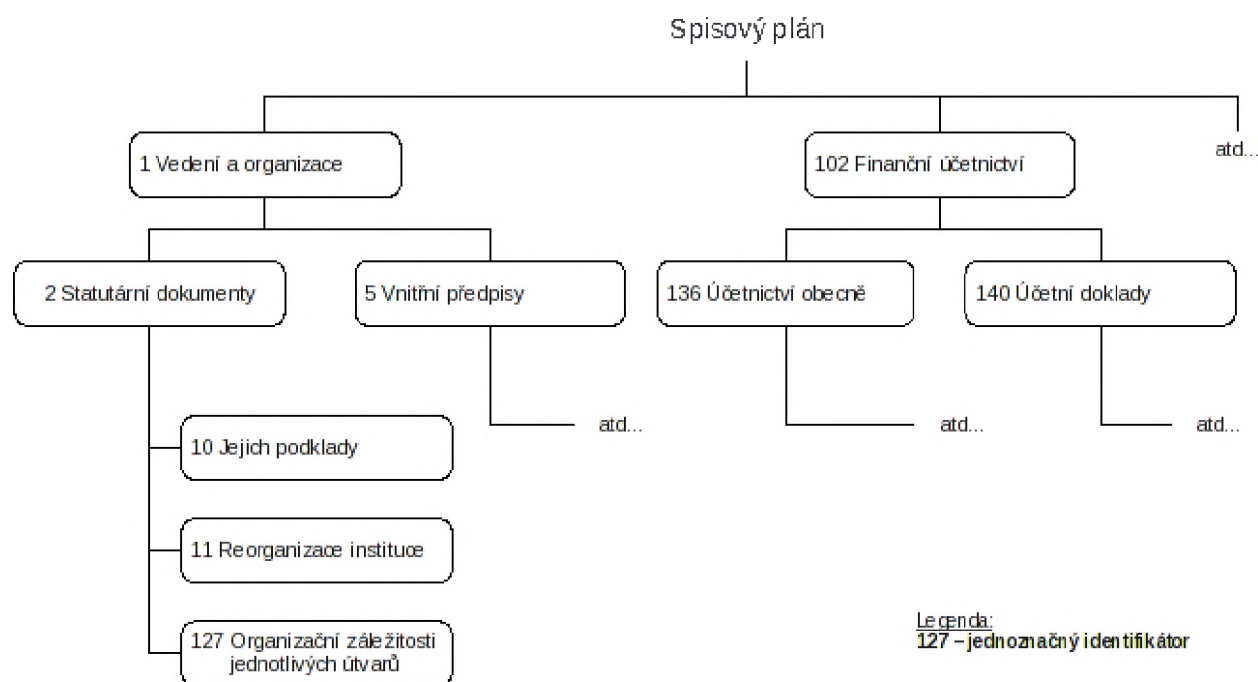 Spisový plán
1 Vedení a organizace
102 Finanční účetnictví
atd...
2 Statutární dokumenty
5 Vnitřní předpisy
136 Účetnictví obecně
140 Účetní doklady
atd...
atd...
atd...
10 Jejich podklady
11 Reorganizace instituce
127 Organizační záležitosti
jednotlivých útvarů
Legenda:
127 – jednoznačný identifikátor